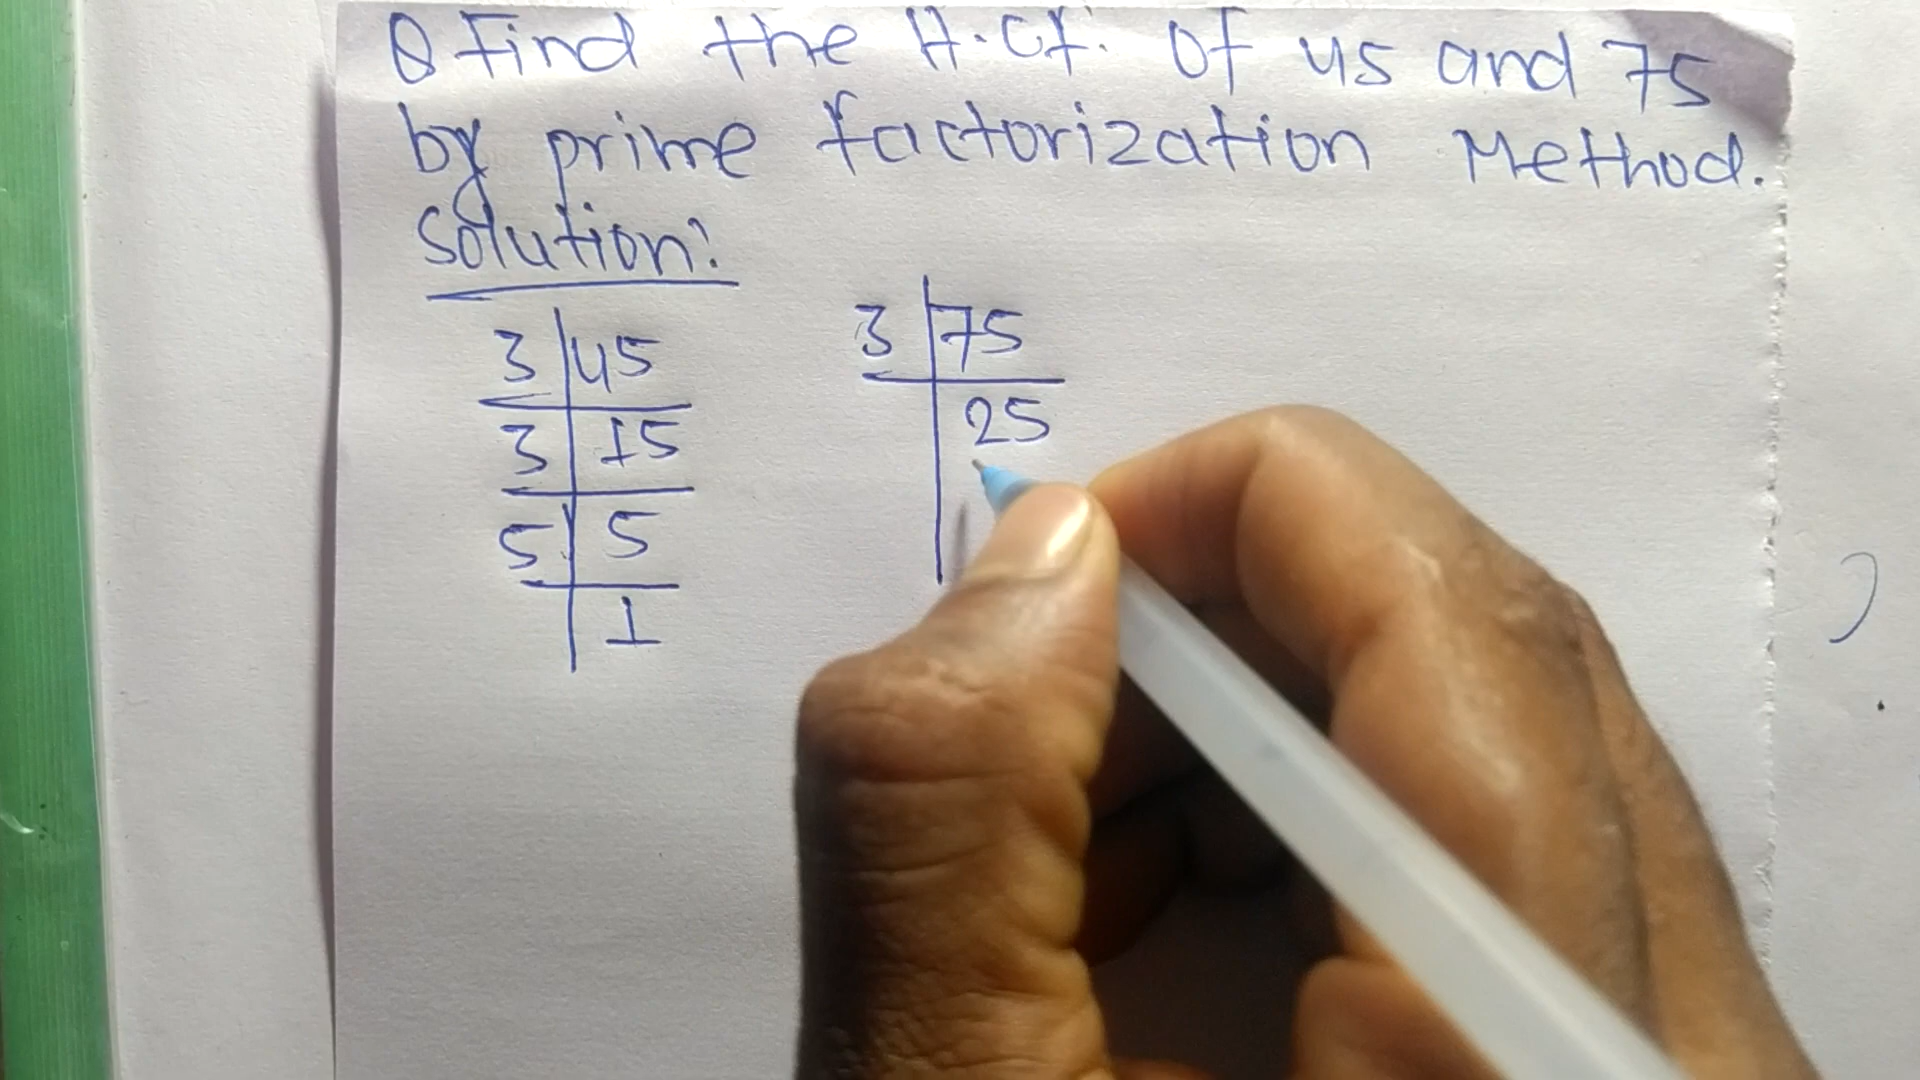 Q Find the H.C.F. of 45 and 75
by prime factorization Method.
Solution:
3 45
3 15
5 5
1
3 75
25